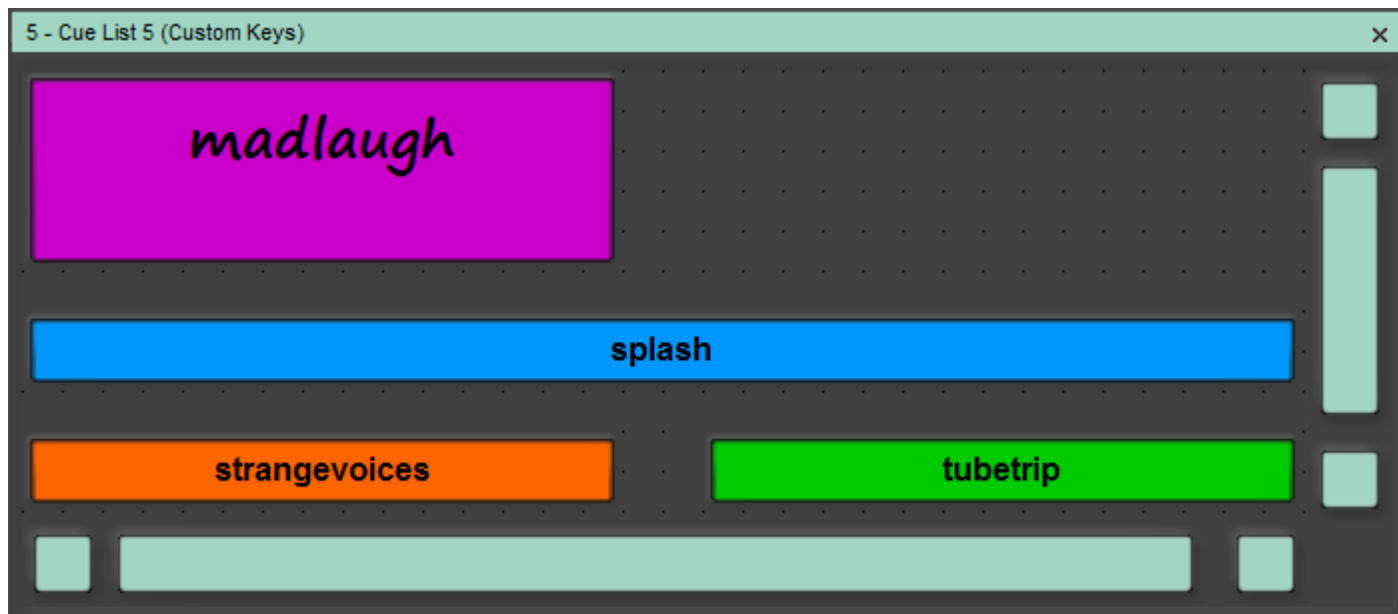 5 - Cue List 5 (Custom Keys)
madlaugh
splash
strangevoices
tubetrip